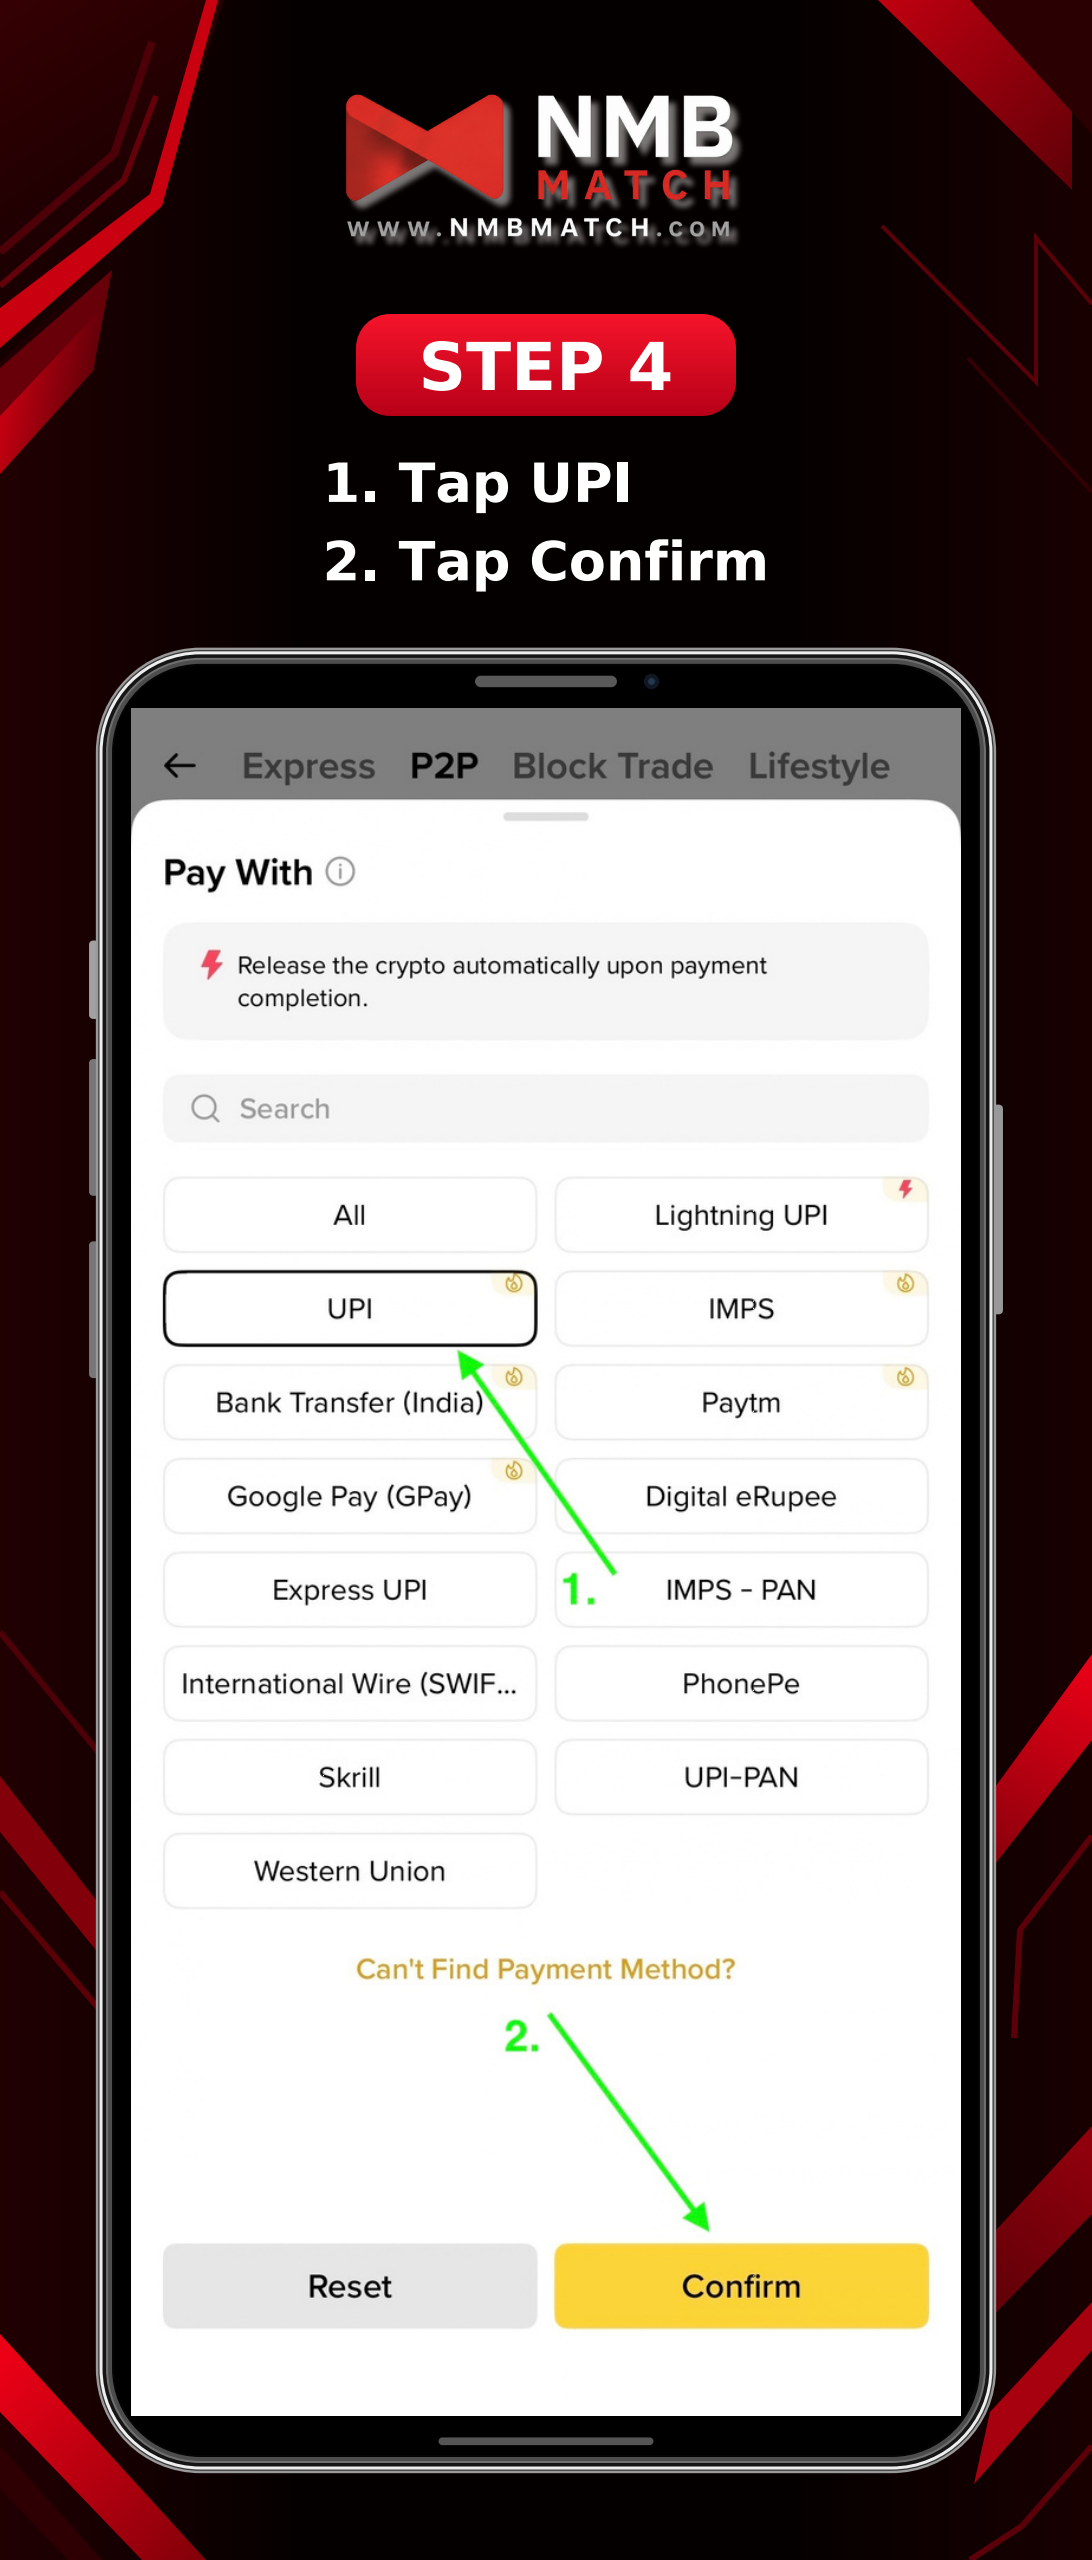 NMB
MATCH
WWW.NMBMATCH.COM
STEP 4
1. Tap UPI
2. Tap Confirm
Express P2P Block Trade Lifestyle
Pay With
Release the crypto automatically upon payment
completion.
Search
All
Lightning UPI
UPI
IMPS
Bank Transfer (India)
Paytm
Google Pay (GPay)
Digital eRupee
Express UPI
1.
IMPS - PAN
International Wire (SWIF...
PhonePe
Skrill
UPI-PAN
Western Union
Can't Find Payment Method?
2.
Reset
Confirm